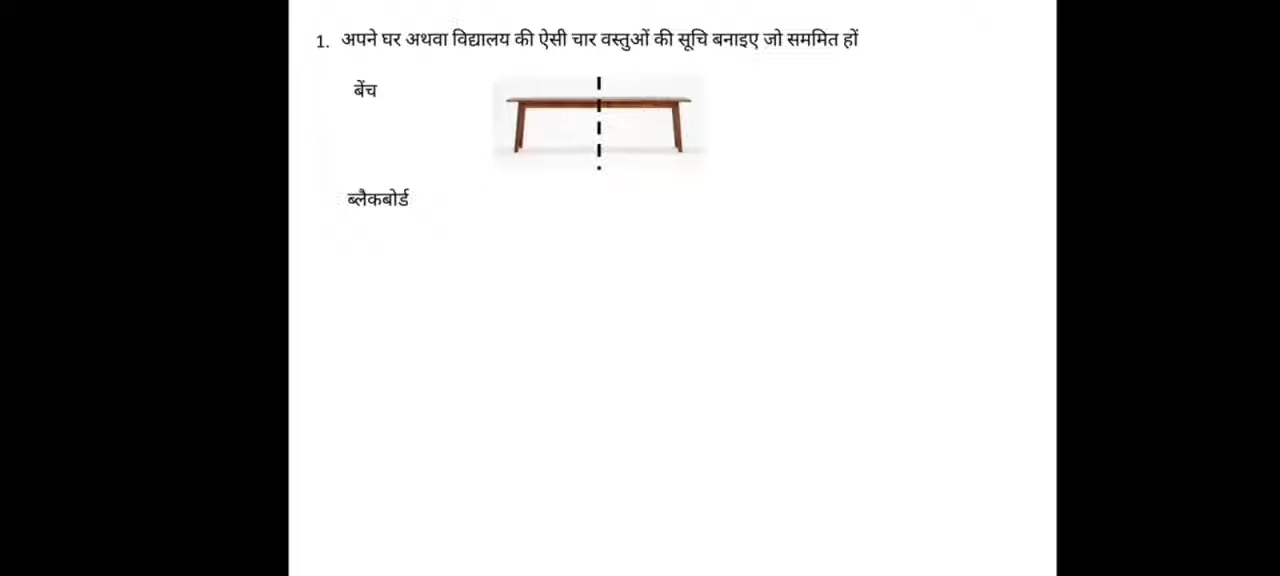 1. अपने घर अथवा विद्यालय की ऐसी चार वस्तुओं की सूचि बनाइए जो सममित हों
बेंच
ब्लैकबोर्ड